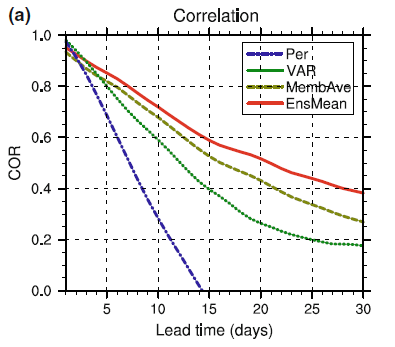 (a)
Correlation
Per
VAR
MembAve
EnsMean
COR
1.0
0.8
0.6
0.4
0.2
0.0
5 10 15 20 25 30
Lead time (days)